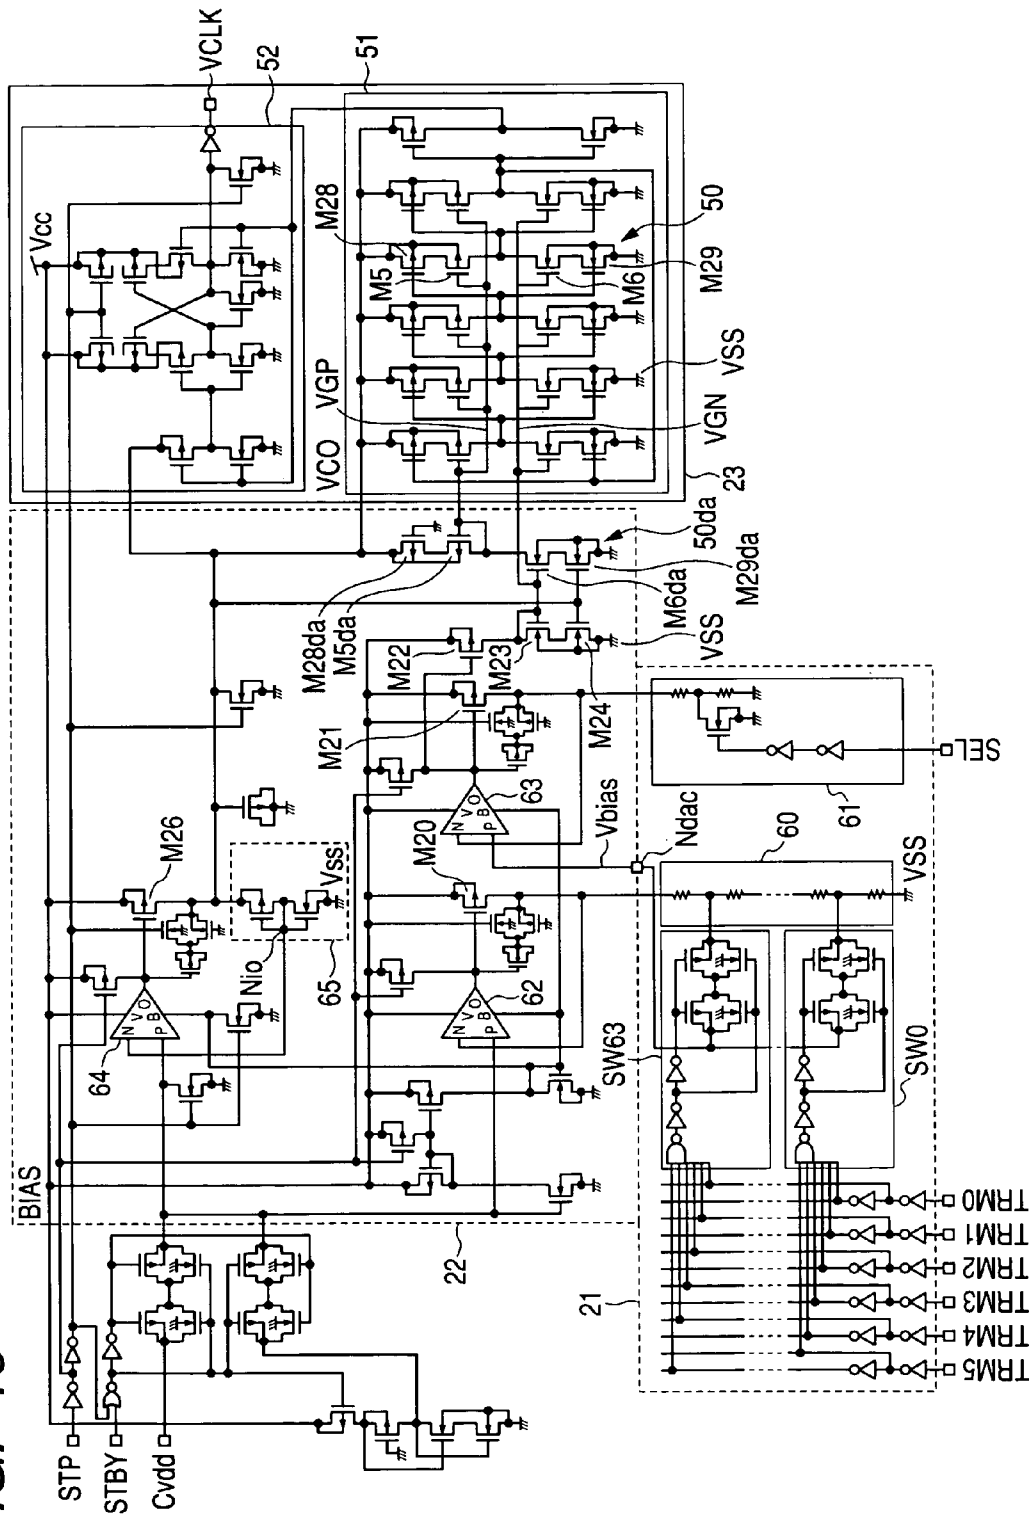 STP
STBY
Cvdd
BIAS
22
21
TRM5
TRM4
TRM3
TRM2
TRM1
TRM0
64
N
V
O
P
B
M26
Nio
65
Vss
62
N
V
O
P
B
M20
63
N
V
O
P
B
M21
M22
M23
M24
VSS
Vbias
Ndac
SW63
SW0
60
VSS
61
SEL
M28da
M5da
50da
M6da
M29da
23
VCO
VGP
VGN
VSS
M28
M5
M6
M29
50
51
52
Vcc
VCLK